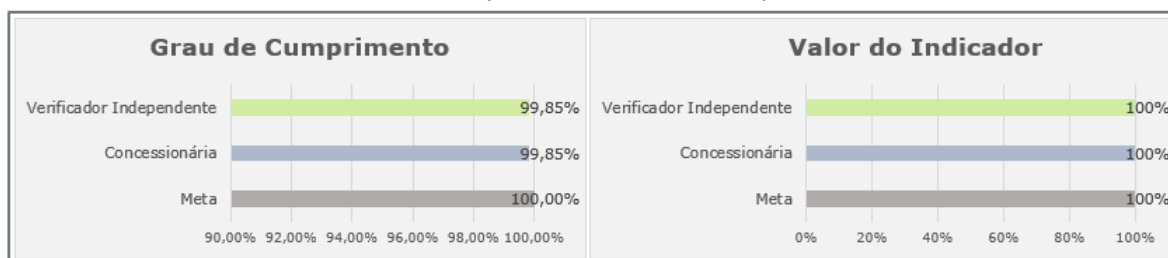 Grau de Cumprimento
Verificador Independente 99,85%
Concessionária 99,85%
Meta 100,00%
90,00% 92,00% 94,00% 96,00% 98,00% 100,00%
Valor do Indicador
Verificador Independente 100%
Concessionária 100%
Meta 100%
0% 20% 40% 60% 80% 100%